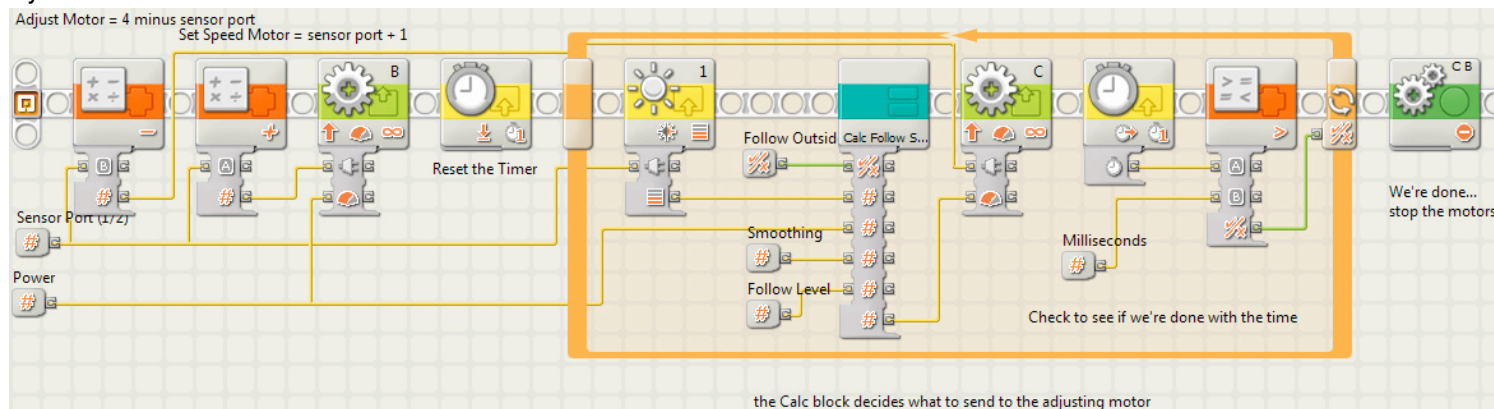 Adjust Motor = 4 minus sensor port
Set Speed Motor = sensor port + 1
B
1
C
C B
B
A
1
Follow Outsid
Calc Follow S...
1
A
B
Reset the Timer
Sensor Port (1/2)
Smoothing
Milliseconds
We're done...
stop the motors
Power
Follow Level
Check to see if we're done with the time
the Calc block decides what to send to the adjusting motor